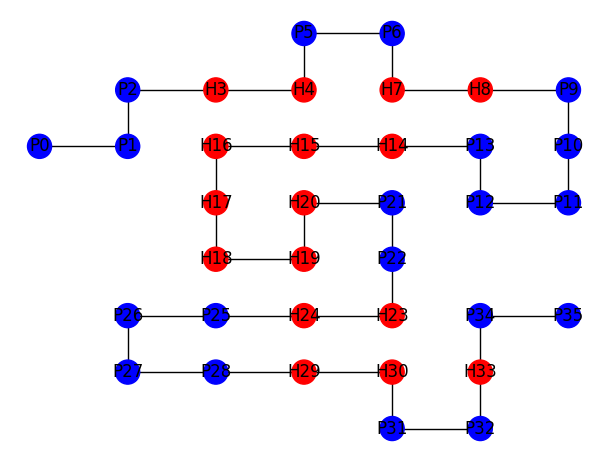 P5 P6
P2 H3 H4 H7 H8 P9
P0 P1 H16 H15 H14 P13 P10
H17 H20 P21 P12 P11
H18 H19 P22
P26 P25 H24 H23 P34 P35
P27 P28 H29 H30 H33
P31 P32